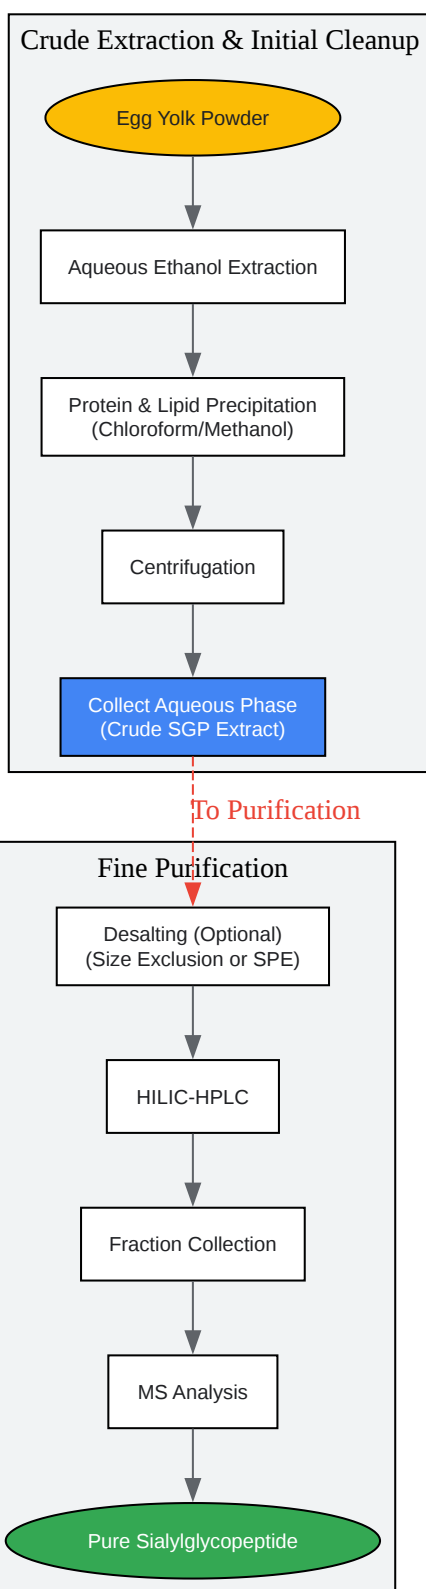 Crude Extraction & Initial Cleanup
Egg Yolk Powder
Aqueous Ethanol Extraction
Protein & Lipid Precipitation
(Chloroform/Methanol)
Centrifugation
Collect Aqueous Phase
(Crude SGP Extract)
To Purification
Fine Purification
Desalting (Optional)
(Size Exclusion or SPE)
HILIC-HPLC
Fraction Collection
MS Analysis
Pure Sialylglycopeptide